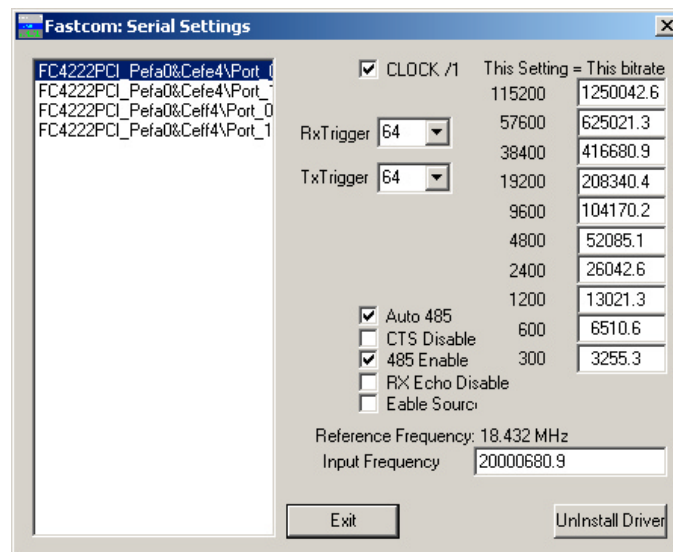 Fastcom: Serial Settings
FC4222PCI_Pefa0&Cefe4\Port_
FC4222PCI_Pefa0&Cefe4\Port_
FC4222PCI_Pefa0&Ceff4\Port_0
FC4222PCI_Pefa0&Ceff4\Port_1
CLOCK /1
RxTrigger 64
TxTrigger 64
Auto 485
CTS Disable
485 Enable
RX Echo Disable
Eable Sourc
This Setting = This bitrate
115200 1250042.6
57600 625021.3
38400 416680.9
19200 208340.4
9600 104170.2
4800 52085.1
2400 26042.6
1200 13021.3
600 6510.6
300 3255.3
Reference Frequency: 18.432 MHz
Input Frequency 20000680.9
Exit
UnInstall Driver